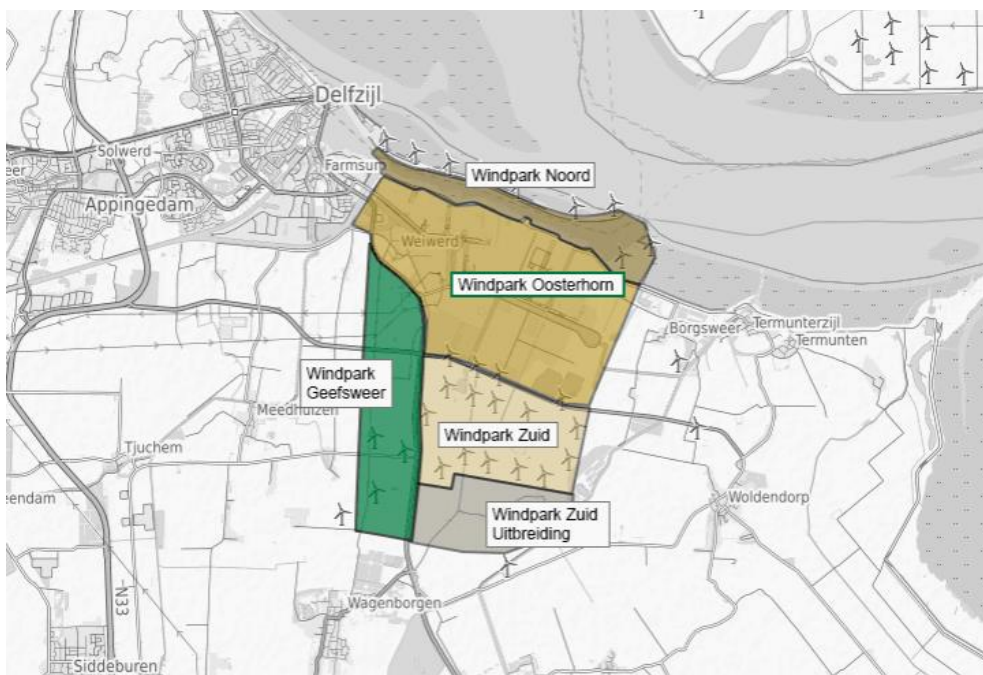 Delfzijl
Solwerd
Farmsum
eer
Appingedam
Windpark Noord
Weiwerd
Windpark Oosterhorn
Borgsweer
Termunterzijl
Termunten
Windpark
Geefsweer
Meedhuizen
Windpark Zuid
Tjuchem
eendam
Woldendorp
Windpark Zuid
Uitbreiding
N33
Wagenborgen
Siddeburen